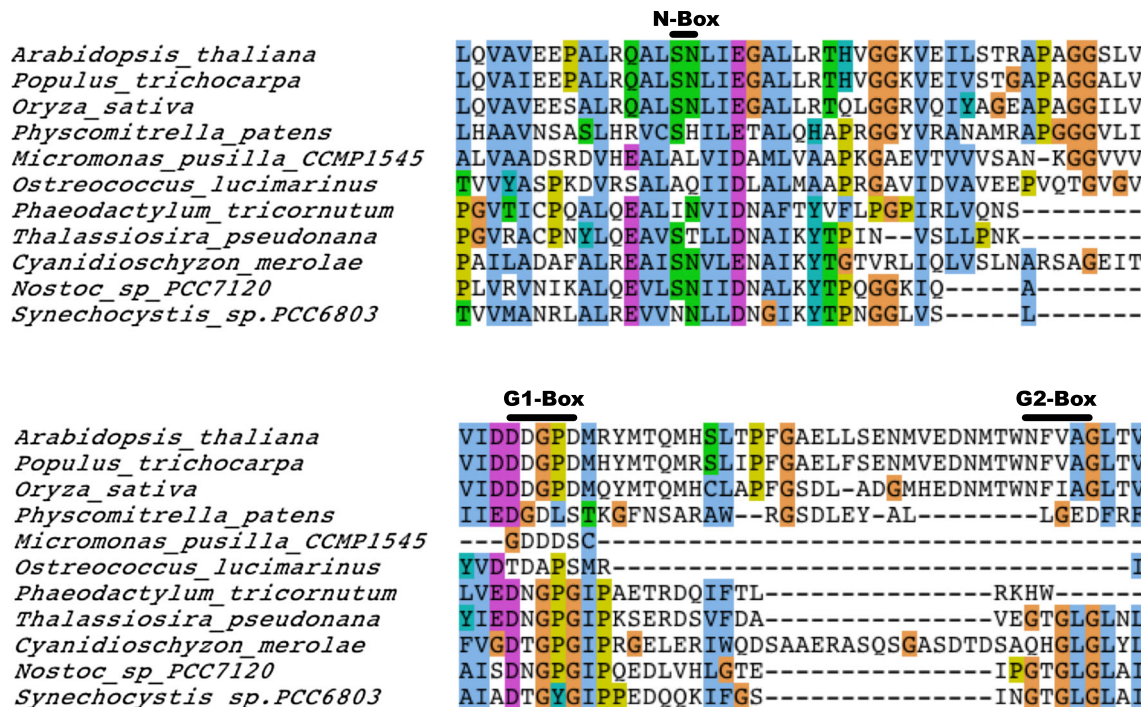 N-Box
Arabidopsis_thaliana LQVAVEEPALRQALSNLIEGALLRTHVGGKVEILSTRAPAGGSLV
Populus_trichocarpa LQVAIEEPALRQALSNLIEGALLRTHVGGKVEIVSTGAPAGGALV
Oryza_sativa LQVAVEESALRQALSNLIEGALLRTQLGGRVQIYAGEAPAGGILV
Physcomitrella_patens LHAAVNSASLHRVCSHILETALQHAPRGGYVRANAMRAPGGGVLI
Micromonas_pusilla_CCMP1545 ALVAADSRDVHEALALVIDAMLVAAPKGAEVTVVVSAN-KGGVVV
Ostreococcus_lucimarinus TVVYASPKDVRSALAQIIDLALMAAPRGAVIDVAVEEPVQTGVGV
Phaeodactylum_tricornutum PGVTICPQALQEALINVIDNAFTYVFLPGPIRLVQNS--------
Thalassiosira_pseudonana PGVRACPNYLQEAVSTLLDNAIKYTPIN--VSLLPNK--------
Cyanidioschyzon_merolae PAILADAFALREAISNVLENAIKYTGTVRLIQLVSLNARSAGEIT
Nostoc_sp_PCC7120 PLVRVNIKALQEVLSNIIDNALKYTPQGGKIQ-----A-------
Synechocystis_sp.PCC6803 TVVMANRLALREVVNNLLDNGIKYTPNGGLVS-----L-------
G1-Box G2-Box
Arabidopsis_thaliana VIDDDGPDMRYMTQMHSLTPFGAELLSENMVEDNMTWNFVAGLTV
Populus_trichocarpa VIDDDGPDMHYMTQMRSLIPFGAELFSENMVEDNMTWNFVAGLTV
Oryza_sativa VIDDDGPDMQYMTQMHCLAPFGSDL-ADGMHEDNMTWNFIAGLTV
Physcomitrella_patens IIEDGDLSTKGFNSARAW--RGSDLEY-AL--------LGEDFRF
Micromonas_pusilla_CCMP1545 ---GDDDSC------------------------------------
Ostreococcus_lucimarinus YVDTDAPSMR----------------------------------I
Phaeodactylum_tricornutum LVEDNGPGIPAETRDQIFTL---------------RKHW------
Thalassiosira_pseudonana YIEDNGPGIPKSERDSVFDA---------------VEGTGLGLNL
Cyanidioschyzon_merolae FVGDTGPGIPRGELERIWQDSAAERASQSGASDTDSAQHGLGLYL
Nostoc_sp_PCC7120 AISDNGPGIPQEDLVHLGTE---------------IPGTGLGLAI
Synechocystis_sp.PCC6803 AIADTGYGIPPEDQQKIFGS---------------INGTGLGLAI